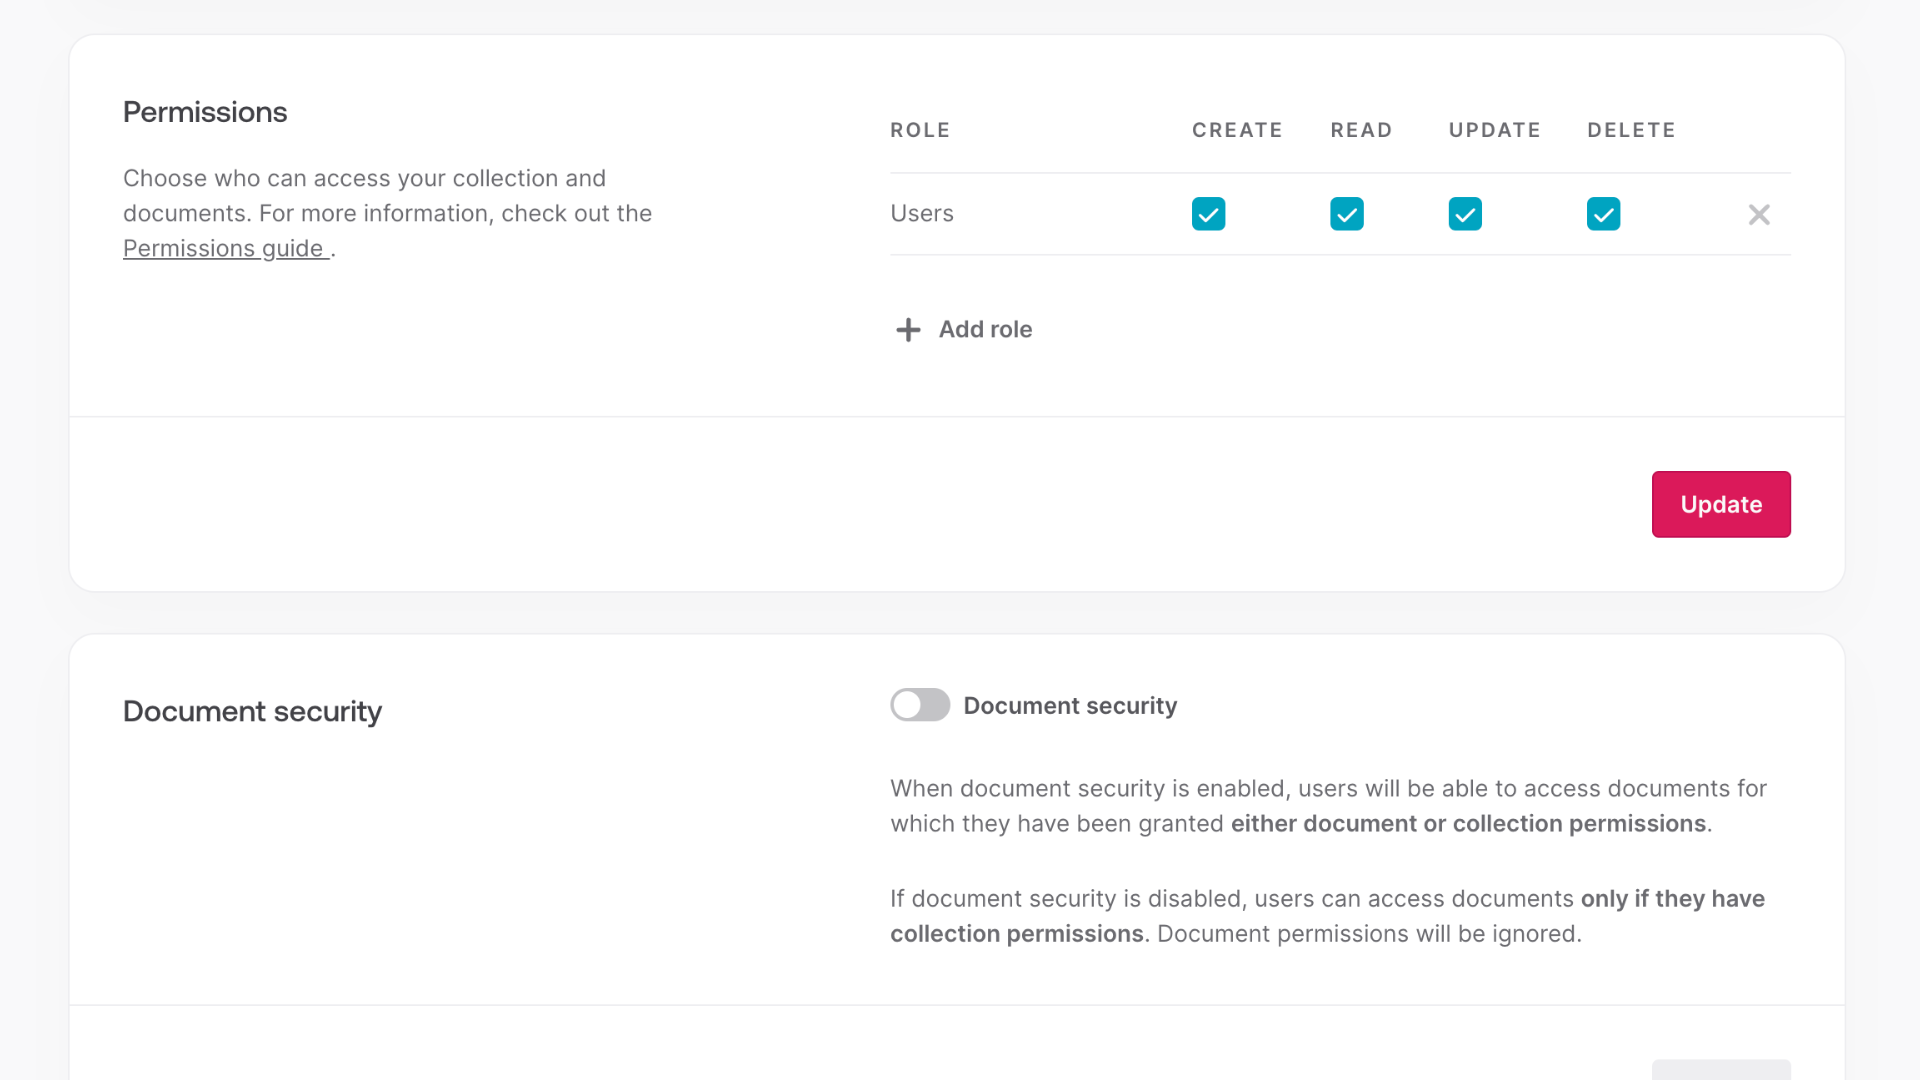 Permissions
Choose who can access your collection and
documents. For more information, check out the
Permissions guide .
ROLE CREATE READ UPDATE DELETE
Users
Add role
Update
Document security
Document security
When document security is enabled, users will be able to access documents for
which they have been granted either document or collection permissions.
If document security is disabled, users can access documents only if they have
collection permissions. Document permissions will be ignored.